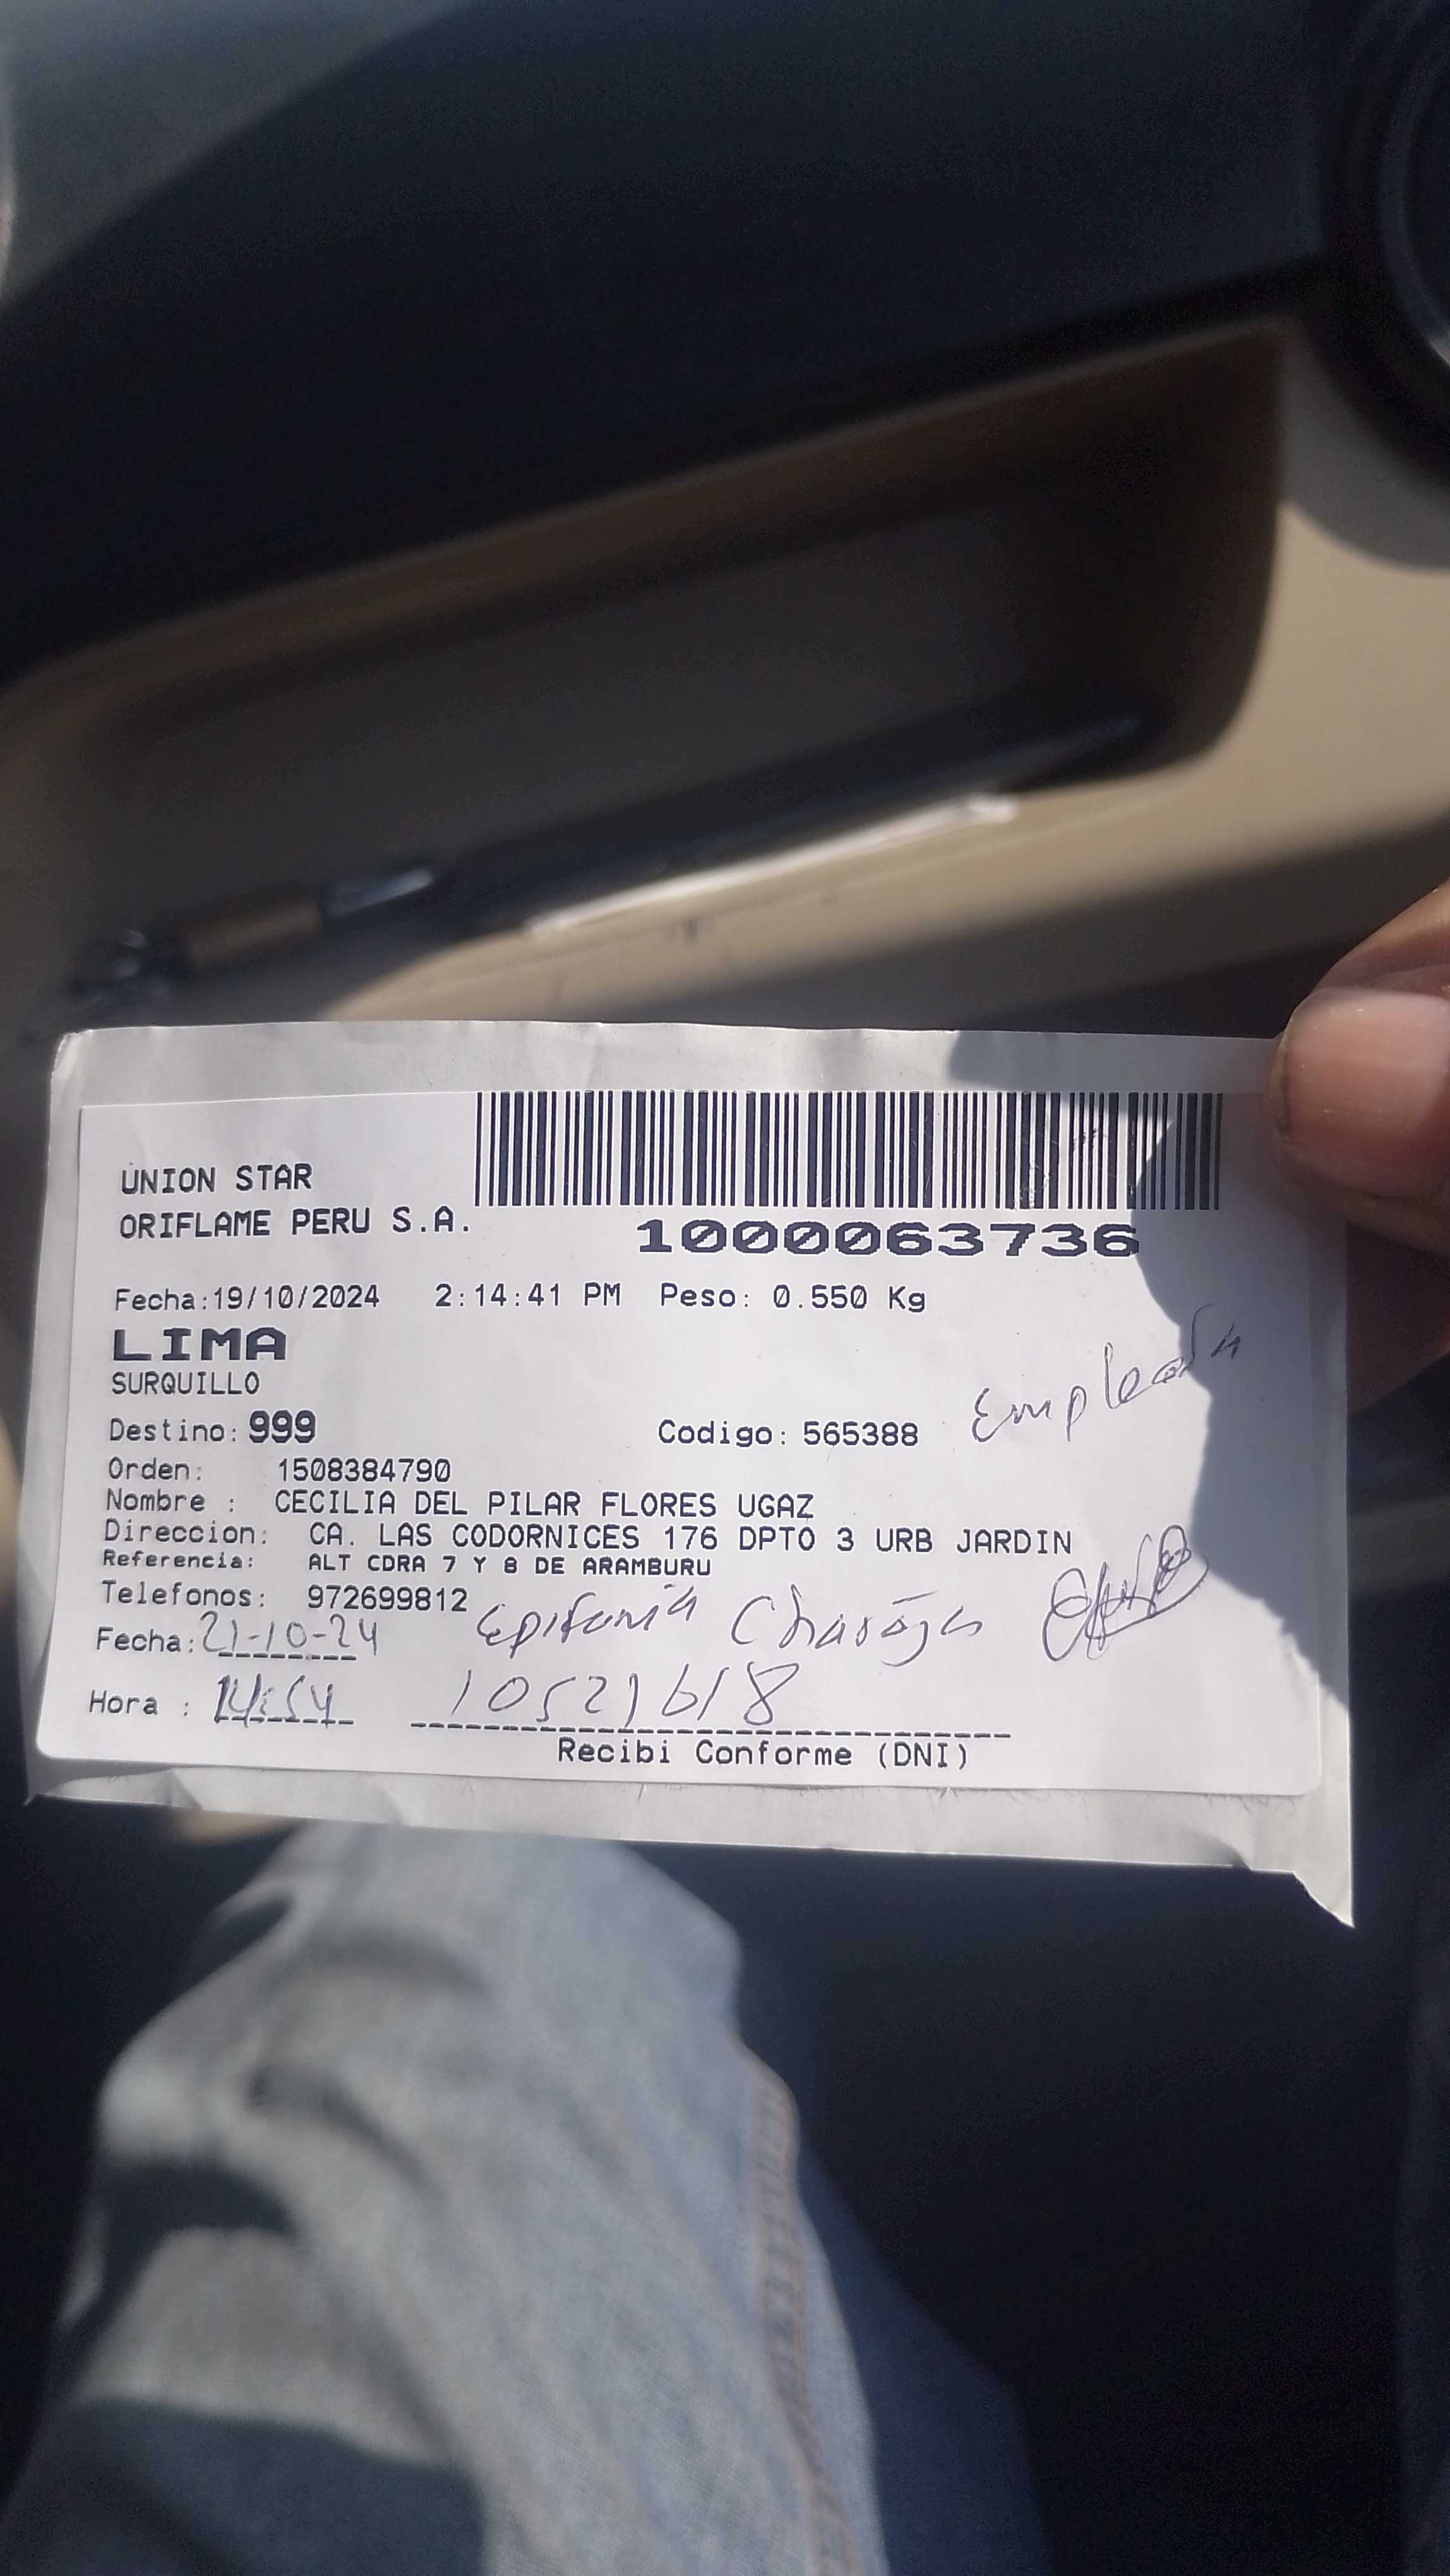 UNION STAR
ORIFLAME PERU S.A.
1000063736
Fecha:19/10/2024 2:14:41 PM Peso: 0.550 Kg
LIMA
SURQUILLO
Destino: 999 Codigo: 565388 Empleada
Orden: 1508384790
Nombre : CECILIA DEL PILAR FLORES UGAZ
Direccion: CA. LAS CODORNICES 176 DPTO 3 URB JARDIN
Referencia: ALT CDRA 7 Y 8 DE ARAMBURU
Telefonos: 972699812
Epifania
Fecha: 21-10-24
Hora : 14:54 10521618
Recibi Conforme (DNI)